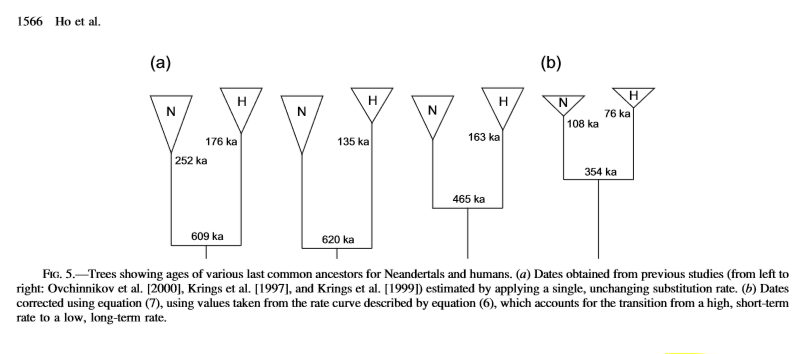 1566 Ho et al.
(a) (b)
N H N H N H N H
176 ka 135 ka 163 ka 108 ka 76 ka
252 ka
354 ka
465 ka
609 ka 620 ka
FIG. 5.—Trees showing ages of various last common ancestors for Neandertals and humans. (a) Dates obtained from previous studies (from left to
right: Ovchinnikov et al. [2000], Krings et al. [1997], and Krings et al. [1999]) estimated by applying a single, unchanging substitution rate. (b) Dates
corrected using equation (7), using values taken from the rate curve described by equation (6), which accounts for the transition from a high, short-term
rate to a low, long-term rate.